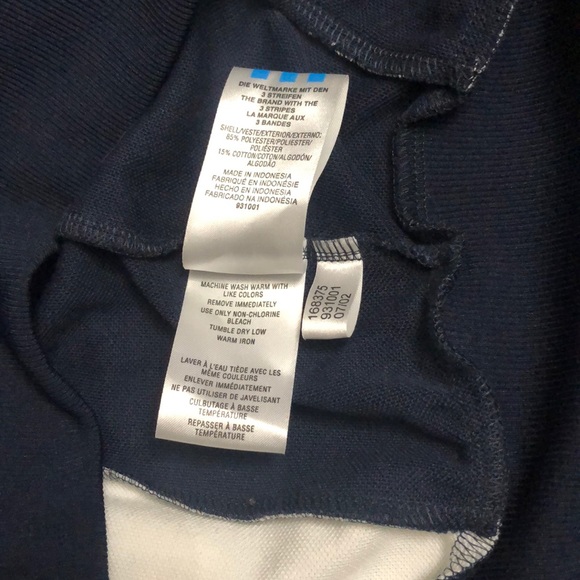 DIE WELTMARKE MIT DEN
3 STREIFEN
THE BRAND WITH THE
3 STRIPES
LA MARQUE AUX
3 BANDES
SHELL/VESTE/EXTERIOR/EXTERNO:
85% POLYESTER/POLIESTER/
POLIÉSTER
15% COTTON/COTON/ALGODÓN/
ALGODÃO
MADE IN INDONESIA
FABRIQUÉ EN INDONÉSIE
HECHO EN INDONESIA
FABRICADO NA INDONÉSIA
931001
MACHINE WASH WARM WITH
LIKE COLORS
REMOVE IMMEDIATELY
USE ONLY NON-CHLORINE
BLEACH
TUMBLE DRY LOW
WARM IRON
LAVER À L'EAU TIÈDE AVEC LES
MÊME COULEURS
ENLEVER IMMÉDIATEMENT
NE PAS UTILISER DE JAVELISANT
CULBUTAGE À BASSE
TEMPÉRATURE
REPASSER À BASSE
TEMPÉRATURE
168375
931001
07/02